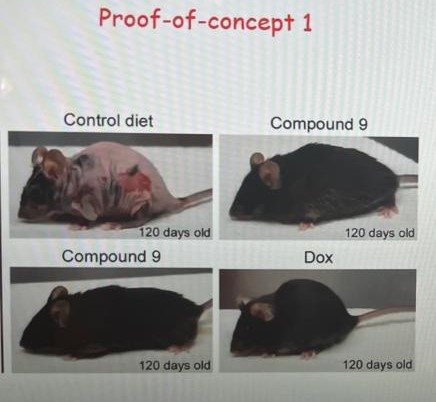 Proof-of-concept 1
Control diet
Compound 9
120 days old
120 days old
Compound 9
Dox
120 days old
120 days old